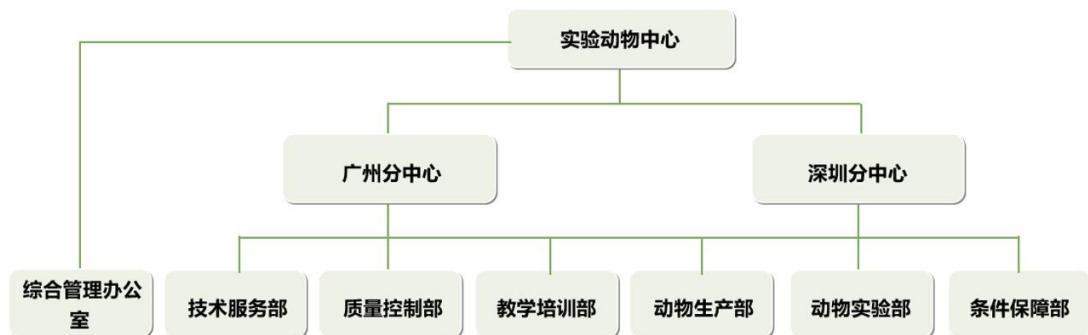 实验动物中心
广州分中心
深圳分中心
综合管理办公
室
技术服务部
质量控制部
教学培训部
动物生产部
动物实验部
条件保障部